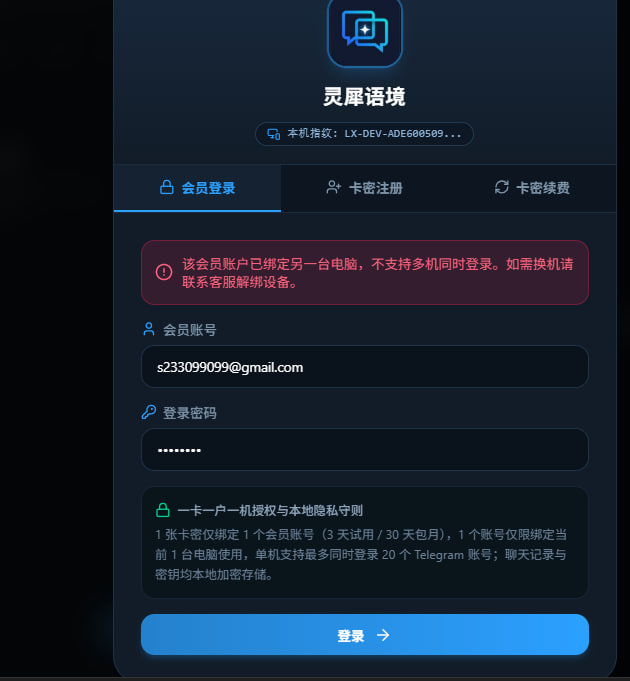 灵犀语境
本机指纹: LX-DEV-ADE600509...
会员登录
卡密注册
卡密续费
该会员账户已绑定另一台电脑，不支持多机同时登录。如需换机请
联系客服解绑设备。
会员账号
s233099099@gmail.com
登录密码
••••••••
一卡一户一机授权与本地隐私守则
1 张卡密仅绑定 1 个会员账号（3 天试用 / 30 天包月），1 个账号仅限绑定当
前 1 台电脑使用，单机支持最多同时登录 20 个 Telegram 账号；聊天记录与
密钥均本地加密存储。
登录